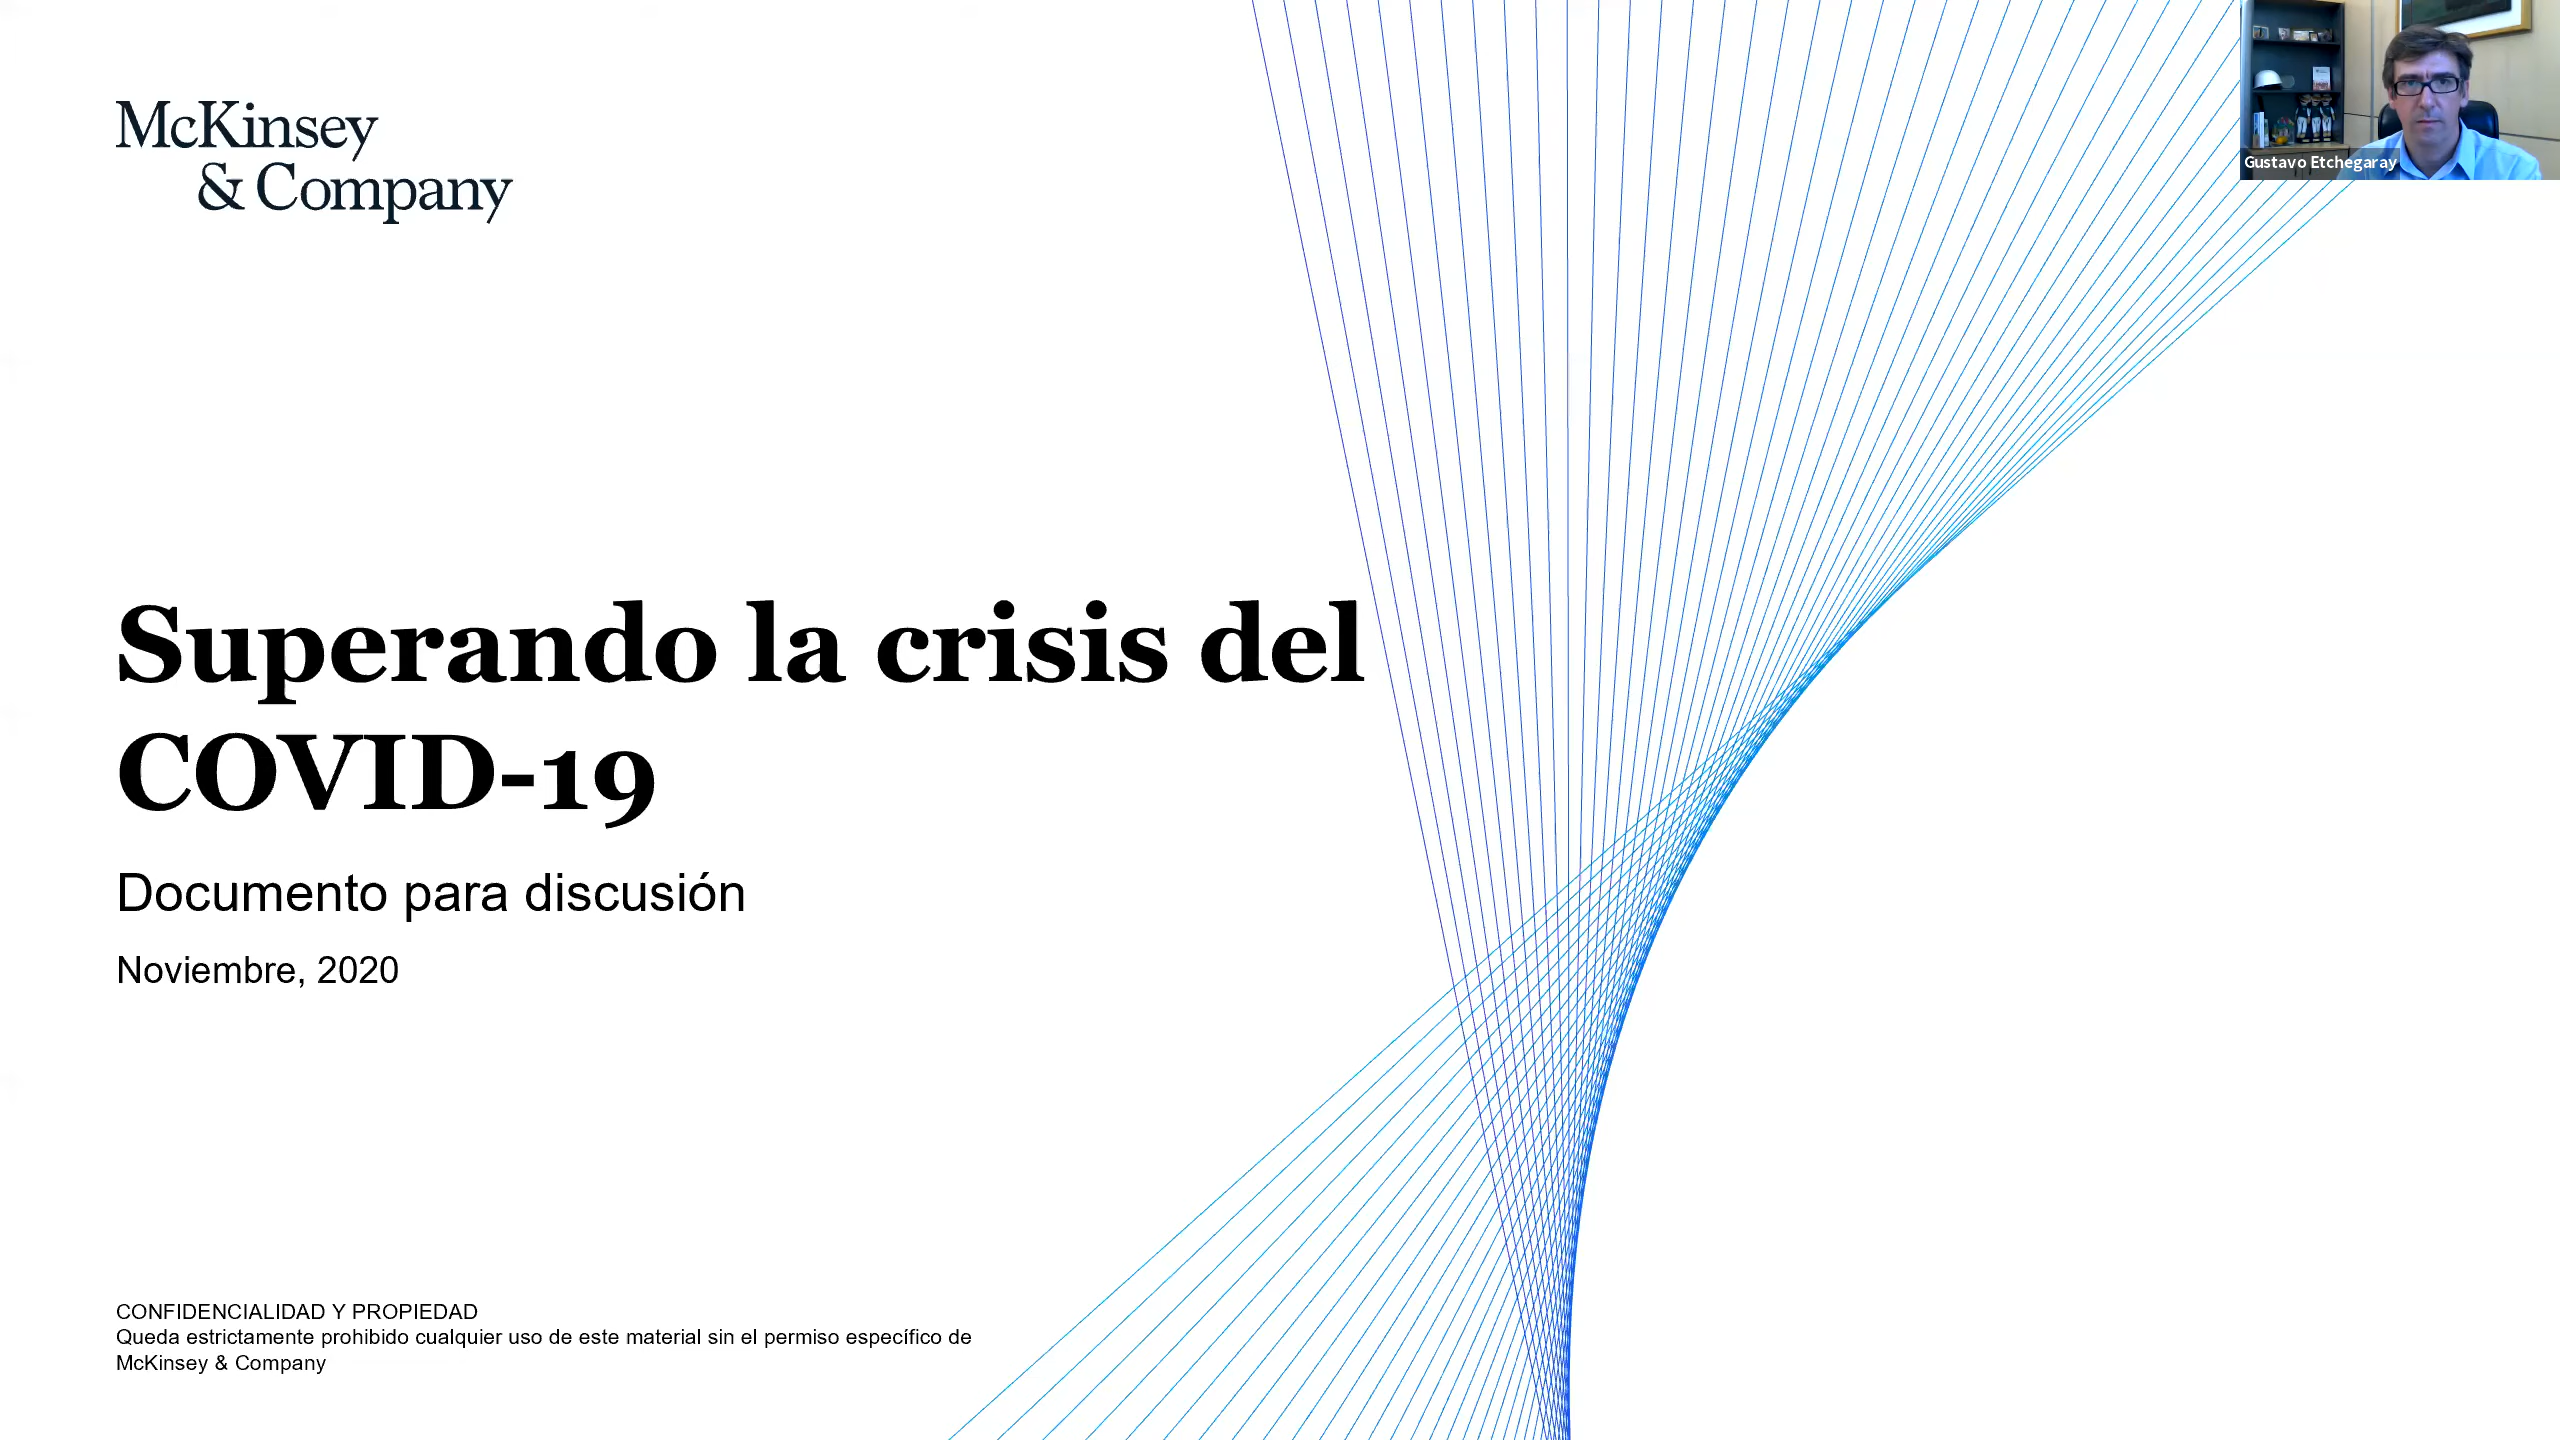 McKinsey
& Company
Gustavo Etchegaray
Superando la crisis del
COVID-19
Documento para discusión
Noviembre, 2020
CONFIDENCIALIDAD Y PROPIEDAD
Queda estrictamente prohibido cualquier uso de este material sin el permiso específico de
McKinsey & Company